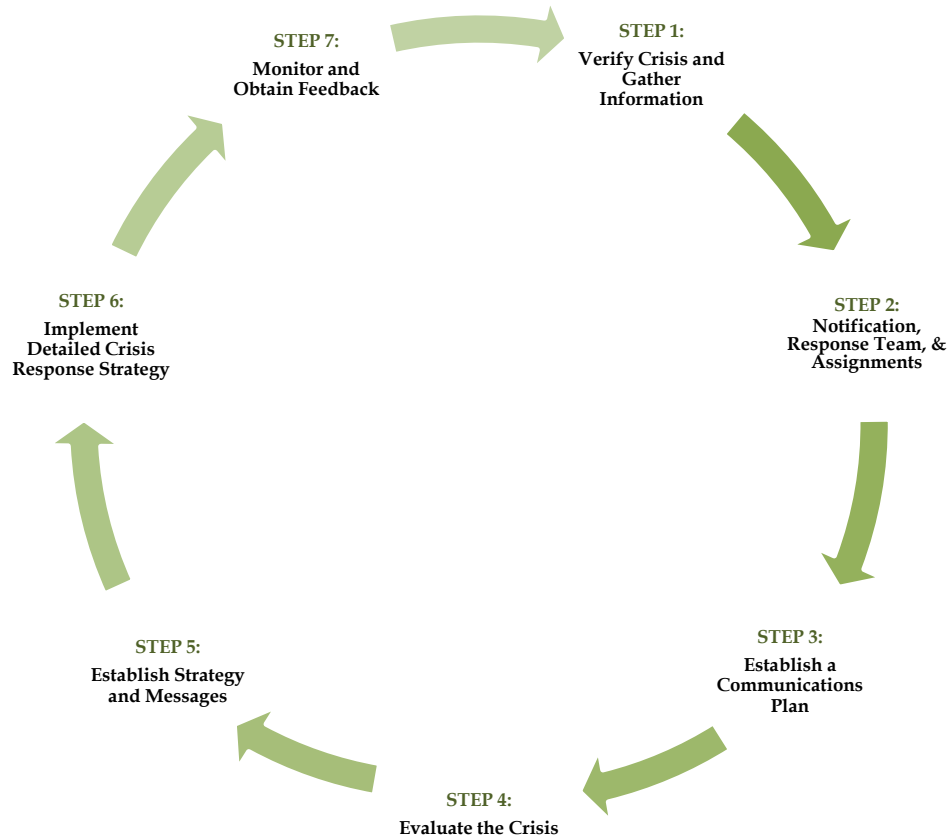 STEP 1:
Verify Crisis and
Gather
Information
STEP 2:
Notification,
Response Team, &
Assignments
STEP 3:
Establish a
Communications
Plan
STEP 4:
Evaluate the Crisis
STEP 5:
Establish Strategy
and Messages
STEP 6:
Implement
Detailed Crisis
Response Strategy
STEP 7:
Monitor and
Obtain Feedback